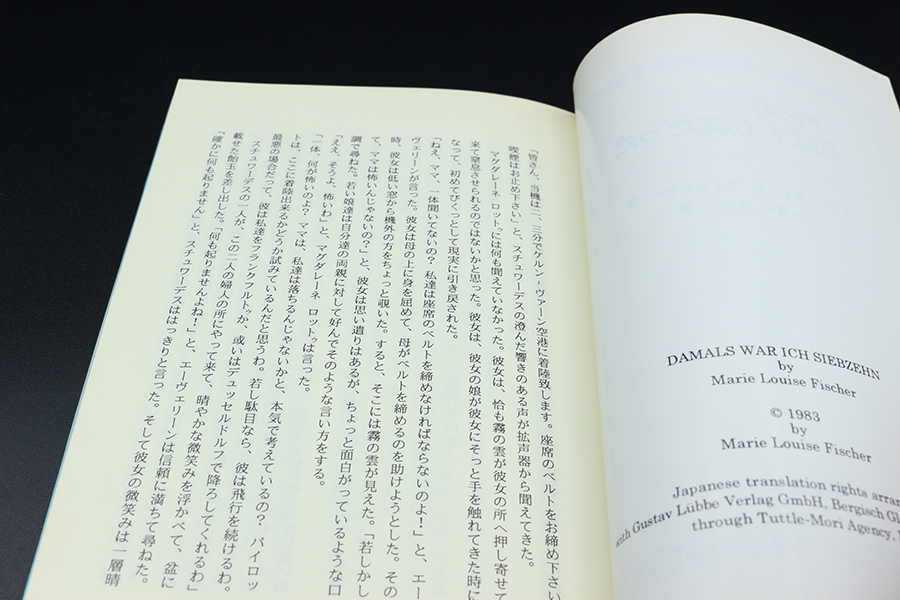 「皆さん、当機は二、三分でケルン-ヴァーン空港に着陸致します。座席のベルトをお締め下さい
喫煙はお止め下さい」と、スチュワーデスの澄んだ響きのある声が拡声器から聞えてきた。
マグダレーネ ロットには何も聞えていなかった。彼女は、恰も霧の雲が彼女の所へ押し寄せて
来て窒息させられるのではないかと思った。彼女は、彼女の娘が彼女にそっと手を触れてきた時に
なって、初めてびくっとして現実に引き戻された。
「ねえ、ママ、一体聞いてないの？ 私達は座席のベルトを締めなければならないのよ！」と、エー
ヴェリーンが言った。彼女は母の上に身を屈めて、母がベルトを締めるのを助けようとした。その
時、彼女は低い窓から機外の方をちょっと覗いた。すると、そこには霧の雲が見えた。「若しかし
て、ママは怖いんじゃないの？」と、彼女は思い遣りはあるが、ちょっと面白がっているような口
調で尋ねた。若い娘達は自分達の両親に対して好んでそのような言い方をする。
「ええ、そうよ、怖いわ」と、マグダレーネ ロットは言った。
「一体、何が怖いのよ？ ママは、私達は落ちるんじゃないかと、本気で考えているの？ パイロッ
トは、ここに着陸出来るかどうか試みているんだと思うわ。若し駄目なら、彼は飛行を続けるわ。
最悪の場合だって、彼は私達をフランクフルトか、或いはデュッセルドルフで降ろしてくれるわ」
スチュワーデスの一人が、この二人の婦人の所にやって来て、晴やかな微笑みを浮かべて、盆に
載せた飴玉を差し出した。「何も起りませんよね！」と、エーヴェリーンは信頼に満ちて尋ねた。
「確かに何も起りません」と、スチュワーデスははっきりと言った。そして彼女の微笑みは一層晴
DAMALS WAR ICH SIEBZEHN
by
Marie Louise Fischer
© 1983
by
Marie Louise Fischer
Japanese translation rights arran
with Gustav Lübbe Verlag GmbH, Bergisch Gl
through Tuttle-Mori Agency,